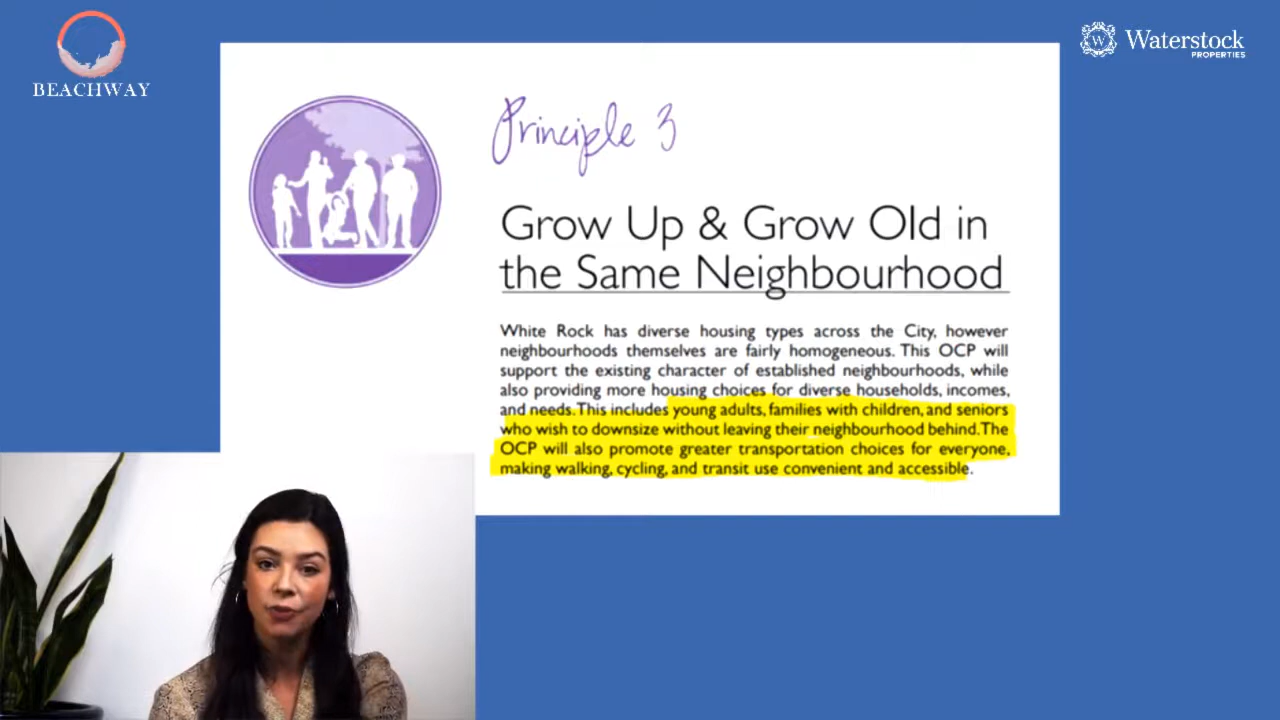 BEACHWAY
W
Waterstock
PROPERTIES
Principle 3
Grow Up & Grow Old in
the Same Neighbourhood
White Rock has diverse housing types across the City, however
neighbourhoods themselves are fairly homogeneous. This OCP will
support the existing character of established neighbourhoods, while
also providing more housing choices for diverse households, incomes,
and needs. This includes young adults, families with children, and seniors
who wish to downsize without leaving their neighbourhood behind. The
OCP will also promote greater transportation choices for everyone,
making walking, cycling, and transit use convenient and accessible.